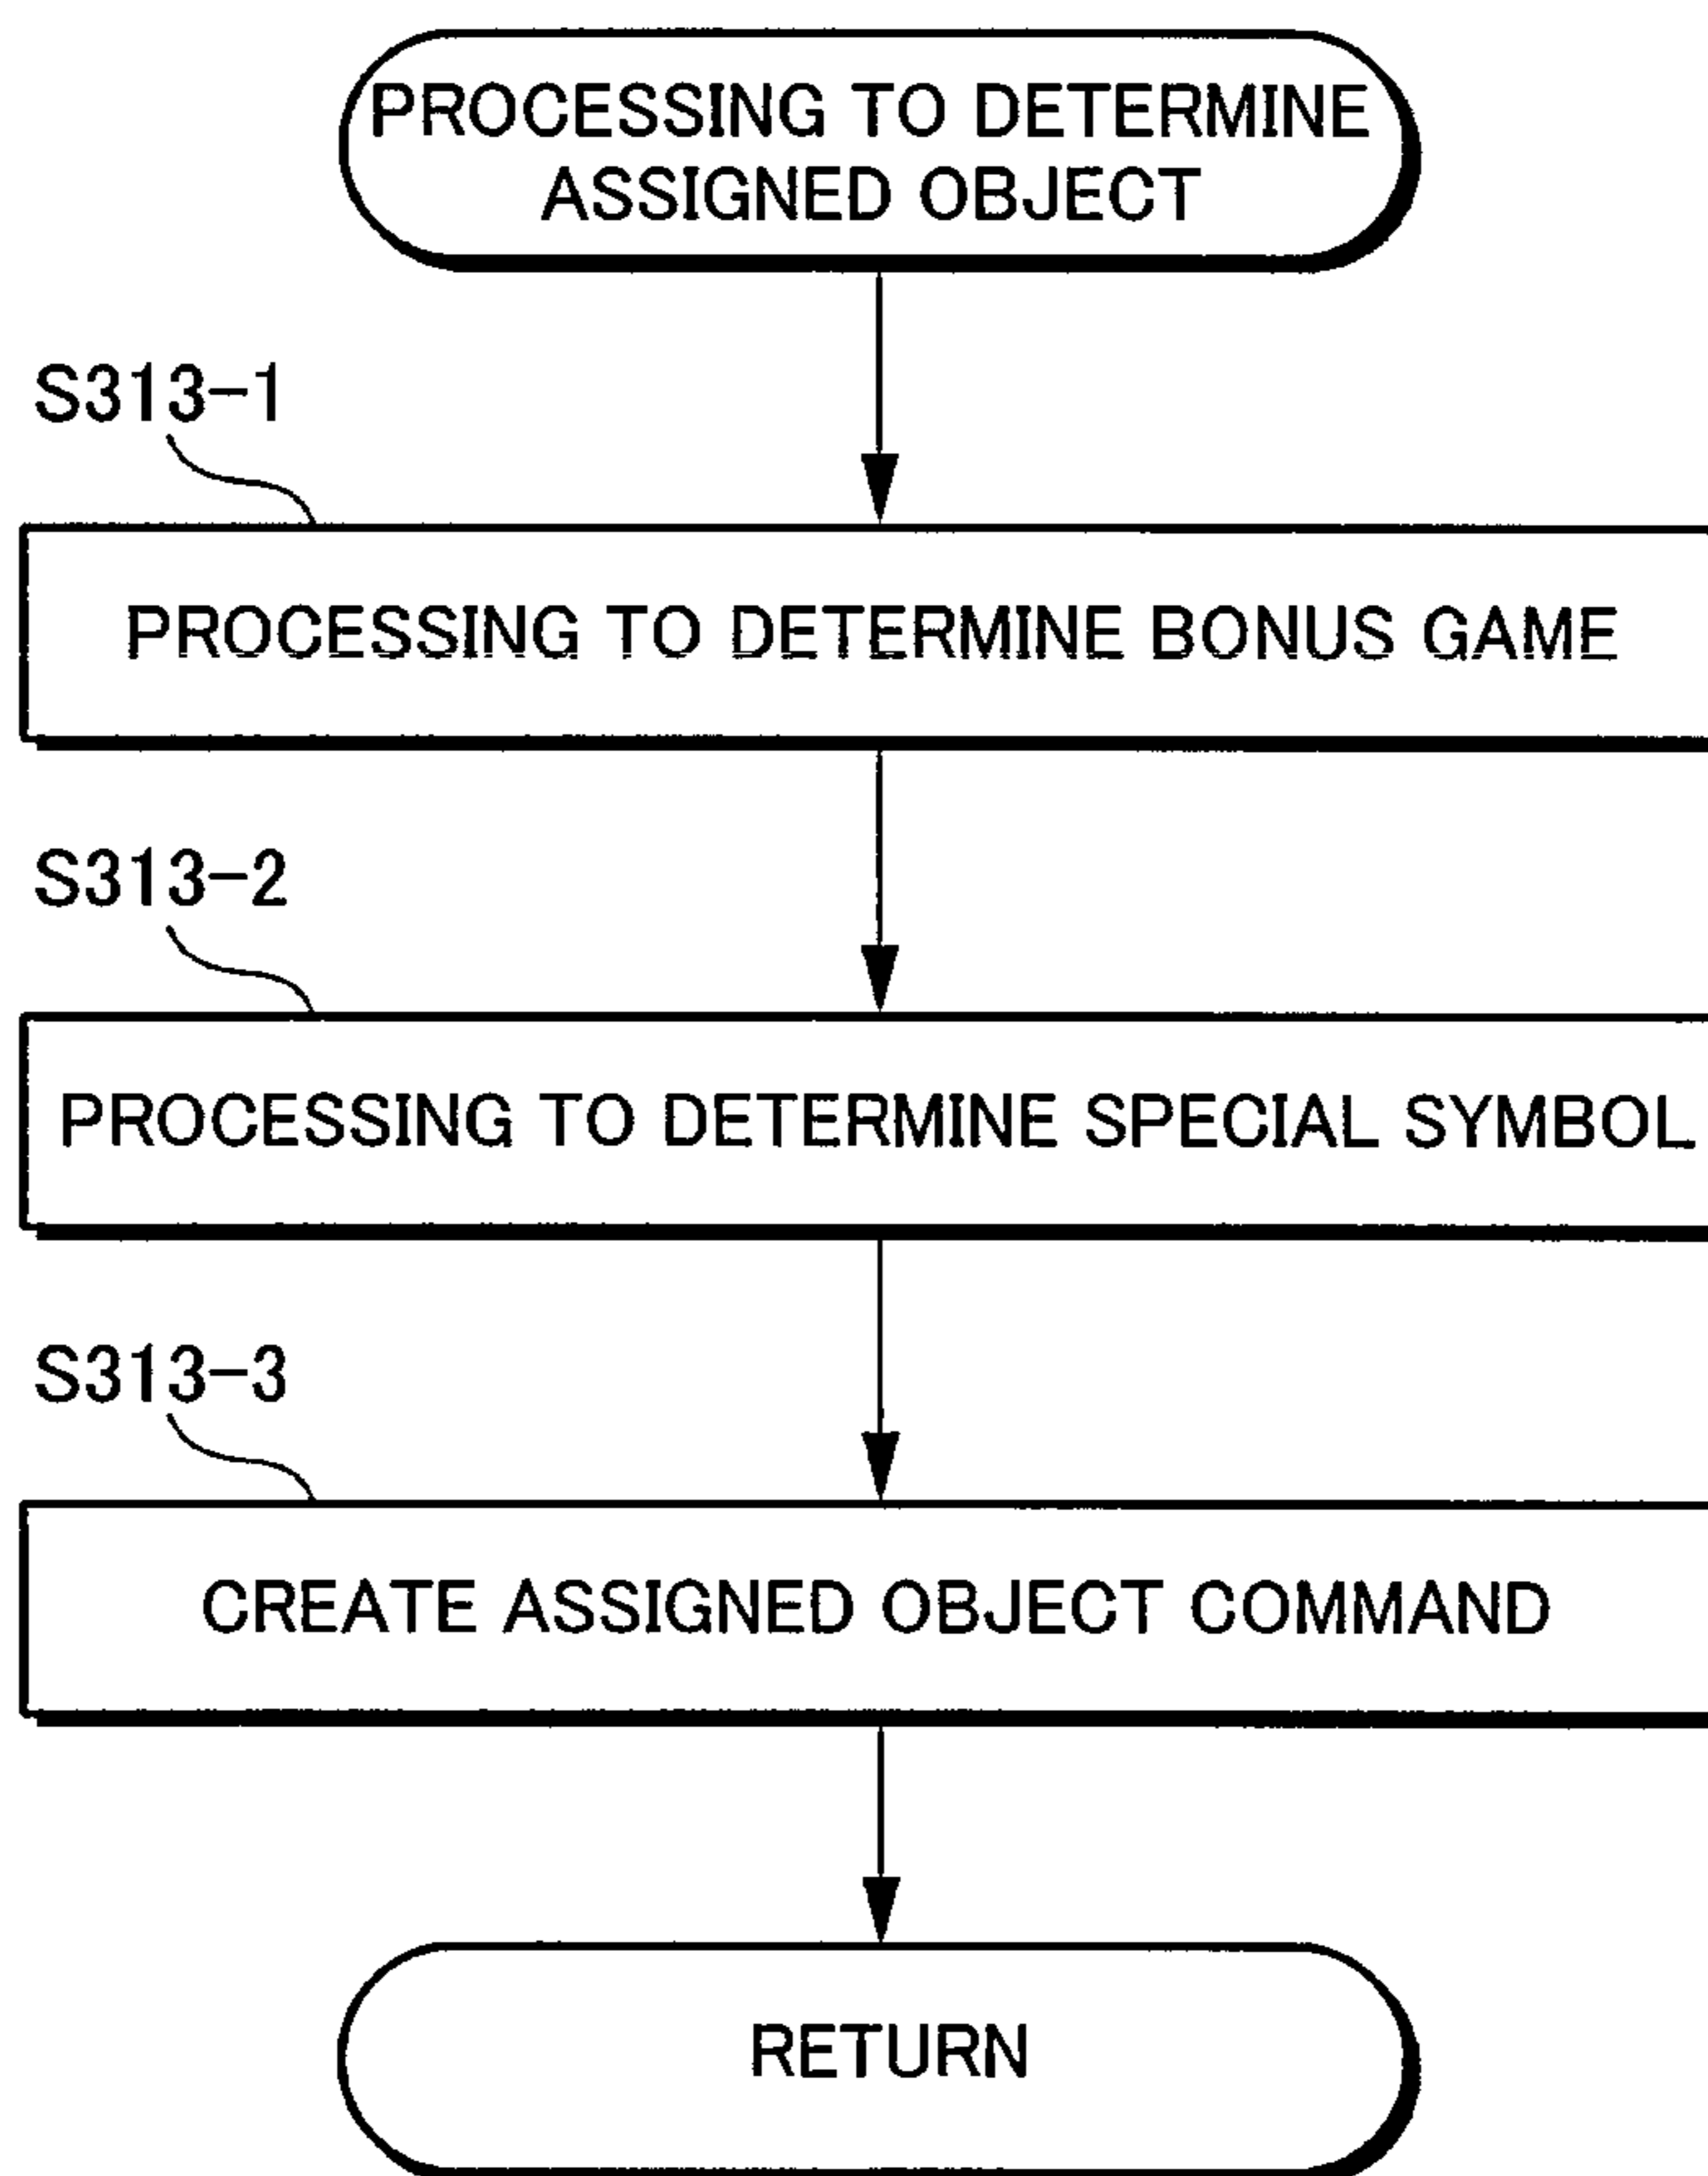 PROCESSING TO DETERMINE
ASSIGNED OBJECT
S313-1
PROCESSING TO DETERMINE BONUS GAME
S313-2
PROCESSING TO DETERMINE SPECIAL SYMBOL
S313-3
CREATE ASSIGNED OBJECT COMMAND
RETURN